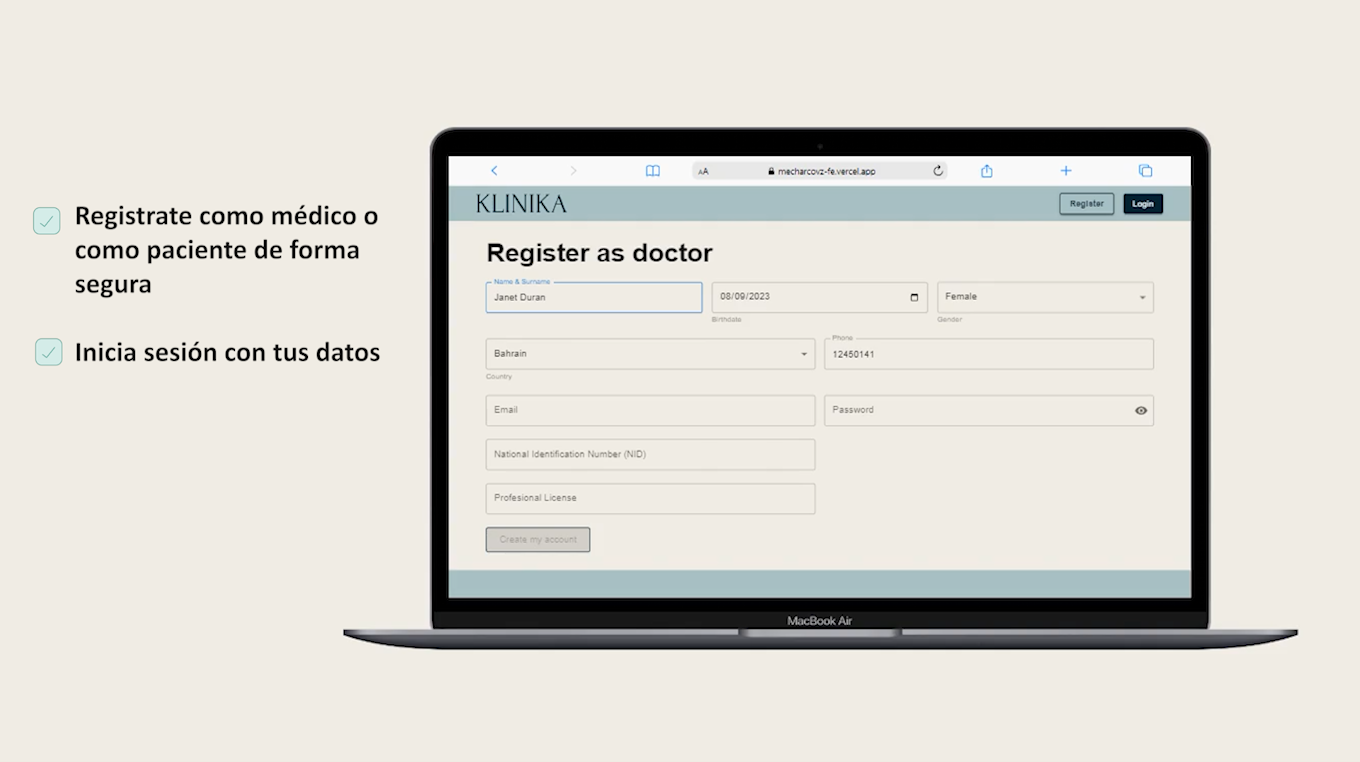 Registrate como médico o
como paciente de forma
segura
Inicia sesión con tus datos
AA
mecharcovz-fe.vercel.app
KLINIKA
Register
Login
Register as doctor
Name & Surname
Janet Duran
08/09/2023
Birthdate
Female
Gender
Bahrain
Country
Phone
12450141
Email
Password
National Identification Number (NID)
Profesional License
Create my account
MacBook Air